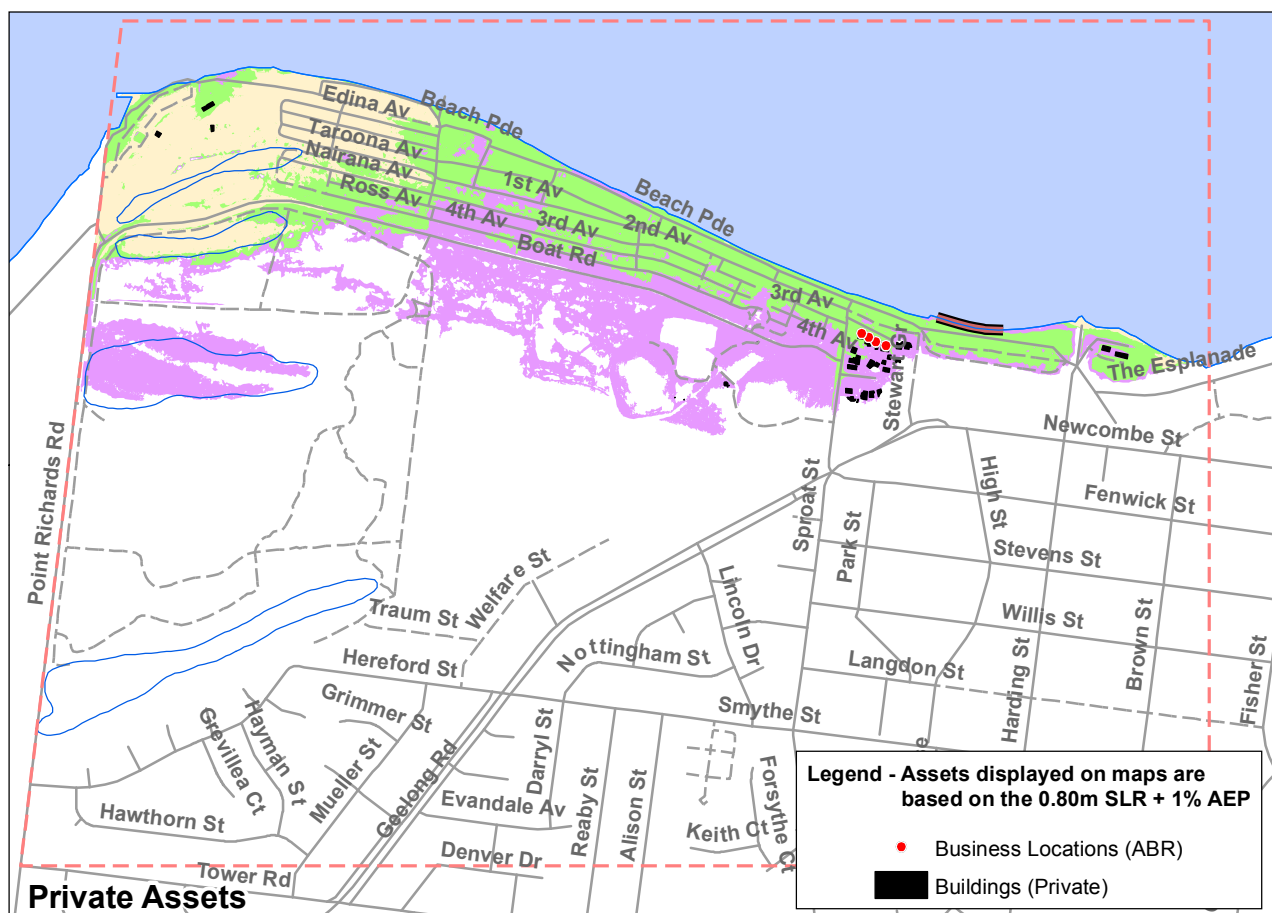 Edina Av
Beach Pde
Taroona Av
Nairana Av
Ross Av
1st Av
4th Av
3rd Av
2nd Av
Beach Pde
Boat Rd
3rd Av
4th Av
Stewart Gr
The Esplanade
Point Richards Rd
Newcombe St
High St
Fenwick St
Sproat St
Park St
Stevens St
Welfare St
Lincoln Dr
Traum St
Willis St
Nottingham St
Hereford St
Langdon St
Harding St
Brown St
Fisher St
Grimmer St
Smythe St
Hayman St
Grevillea Ct
Mueller St
Geelong Rd
Darryl St
Reaby St
Alison St
Forsythe Ct
Evandale Av
Keith Ct
Hawthorn St
Denver Dr
Tower Rd
Private Assets
Legend - Assets displayed on maps are
based on the 0.80m SLR + 1% AEP
Business Locations (ABR)
Buildings (Private)